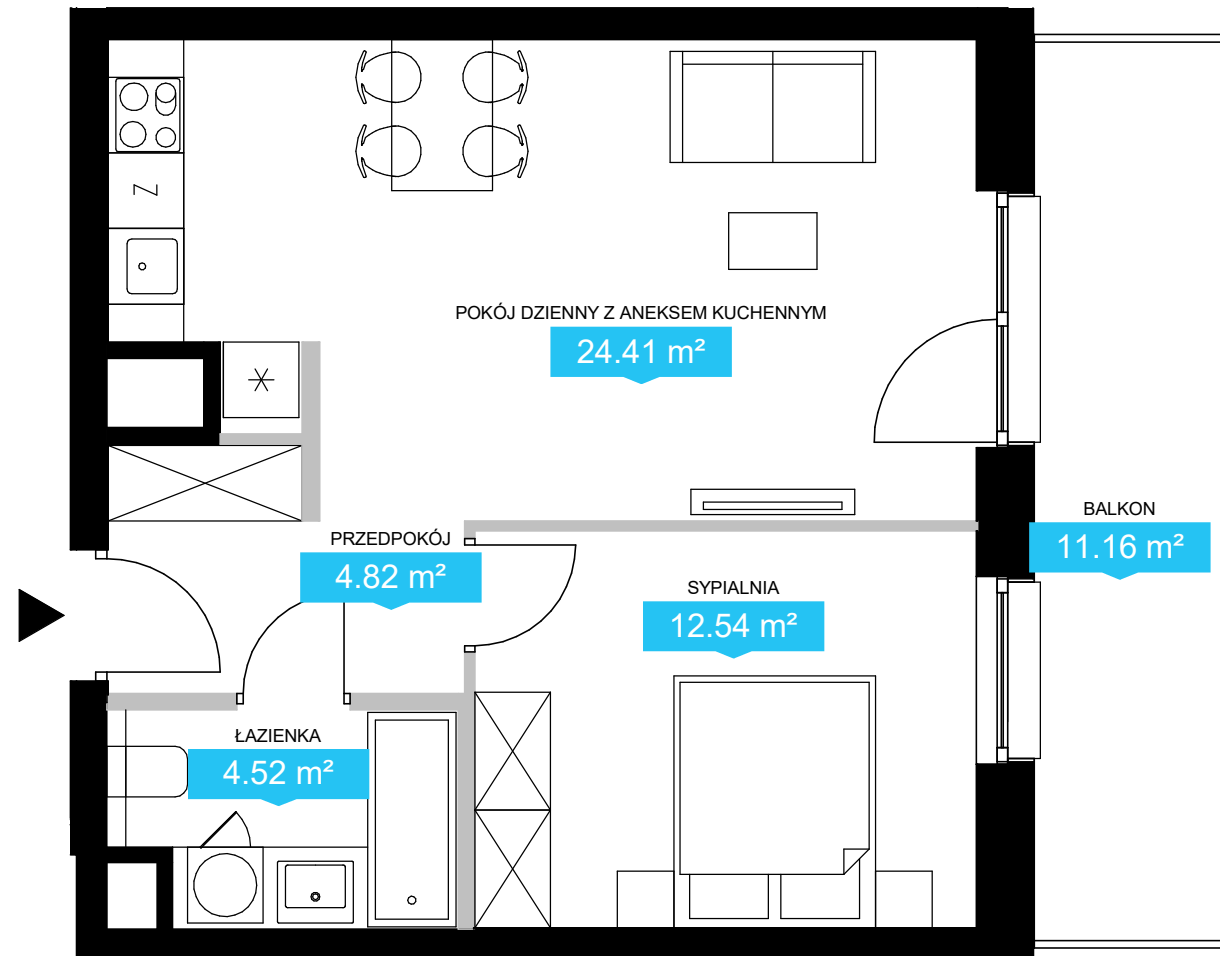 Z
POKÓJ DZIENNY Z ANEKSEM KUCHENNYM
24.41 m²
BALKON
11.16 m²
PRZEDPOKÓJ
4.82 m²
SYPIALNIA
12.54 m²
ŁAZIENKA
4.52 m²